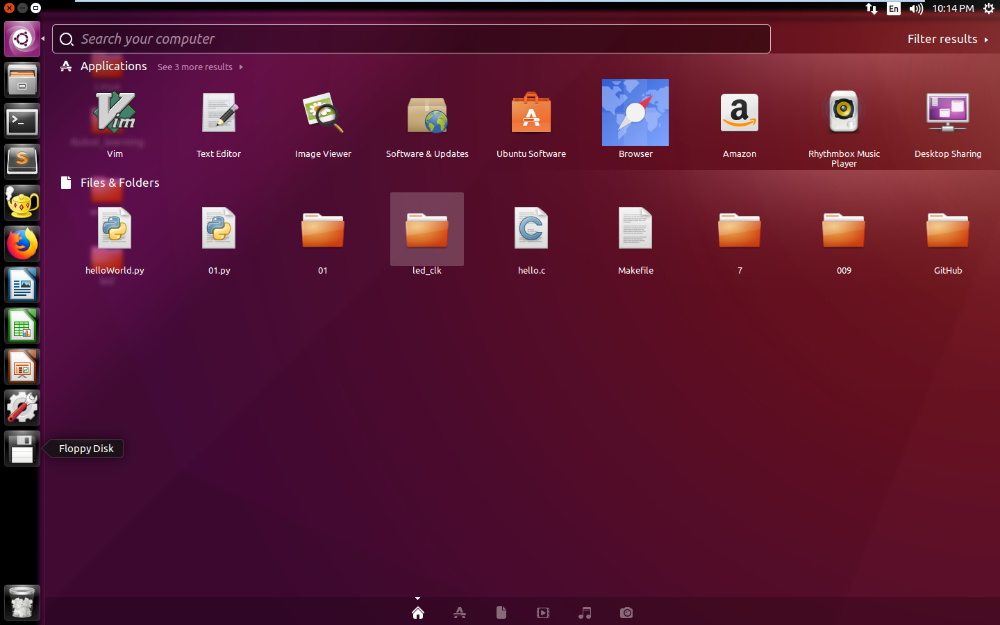 En
10:14 PM
Search your computer
Filter results
Applications
See 3 more results
Vim
Text Editor
Image Viewer
Software & Updates
Ubuntu Software
Browser
Amazon
Rhythmbox Music
Player
Desktop Sharing
Files & Folders
helloWorld.py
01.py
01
led_clk
hello.c
Makefile
7
009
GitHub
Floppy Disk